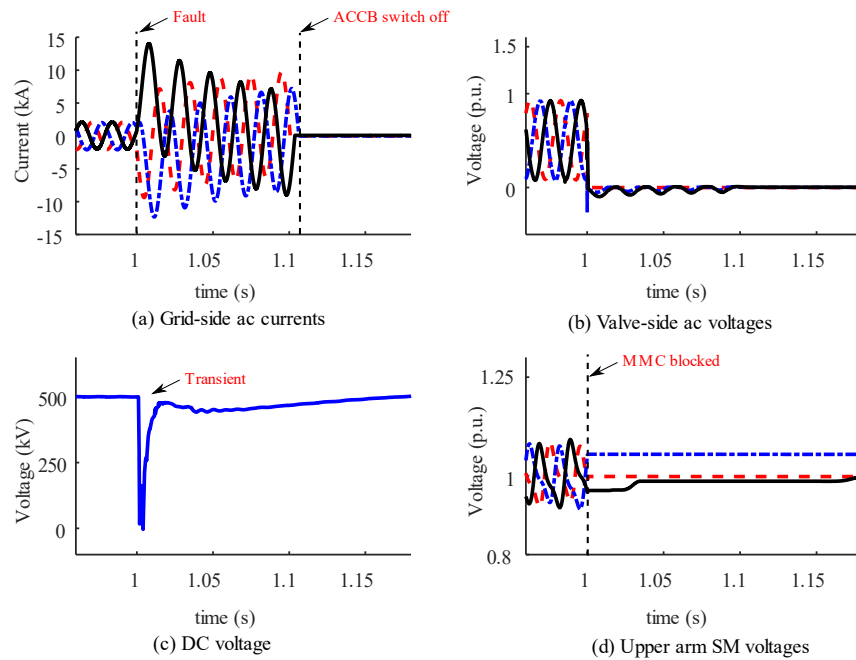 Fault
ACCB switch off
15
10
5
0
-5
-10
-15
Current (kA)
1
1.05
1.1
1.15
time (s)
(a) Grid-side ac currents
1.5
1
0
Voltage (p.u.)
1
1.05
1.1
1.15
time (s)
(b) Valve-side ac voltages
Transient
500
250
0
Voltage (kV)
1
1.05
1.1
1.15
time (s)
(c) DC voltage
MMC blocked
1.25
1
0.8
Voltage (p.u.)
1
1.05
1.1
1.15
time (s)
(d) Upper arm SM voltages